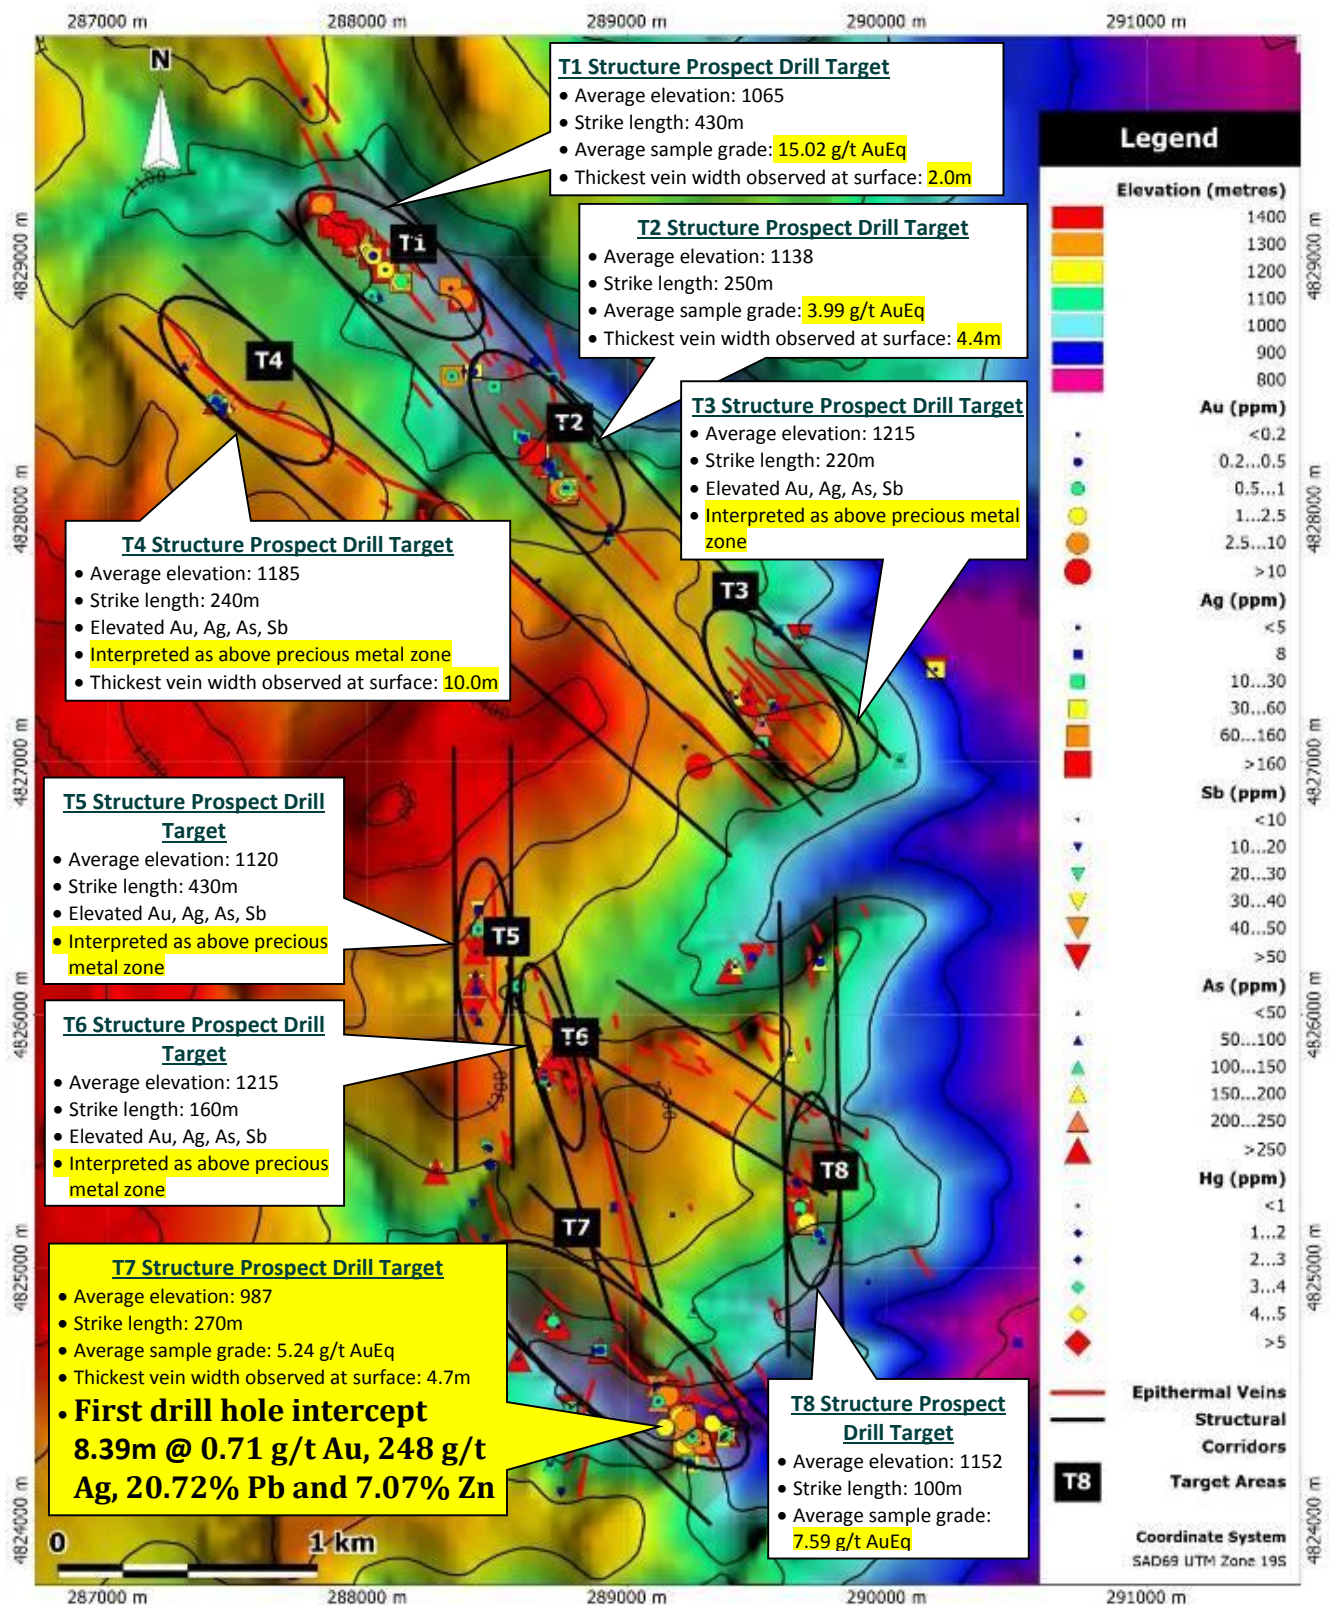 287000 m 288000 m 289000 m 290000 m 291000 m
N
T1 Structure Prospect Drill Target
• Average elevation: 1065
• Strike length: 430m
• Average sample grade: 15.02 g/t AuEq
• Thickest vein width observed at surface: 2.0m
T2 Structure Prospect Drill Target
• Average elevation: 1138
• Strike length: 250m
• Average sample grade: 3.99 g/t AuEq
• Thickest vein width observed at surface: 4.4m
T3 Structure Prospect Drill Target
• Average elevation: 1215
• Strike length: 220m
• Elevated Au, Ag, As, Sb
• Interpreted as above precious metal
zone
T4 Structure Prospect Drill Target
• Average elevation: 1185
• Strike length: 240m
• Elevated Au, Ag, As, Sb
• Interpreted as above precious metal zone
• Thickest vein width observed at surface: 10.0m
T5 Structure Prospect Drill
Target
• Average elevation: 1120
• Strike length: 430m
• Elevated Au, Ag, As, Sb
• Interpreted as above precious
metal zone
T6 Structure Prospect Drill
Target
• Average elevation: 1215
• Strike length: 160m
• Elevated Au, Ag, As, Sb
• Interpreted as above precious
metal zone
T7 Structure Prospect Drill Target
• Average elevation: 987
• Strike length: 270m
• Average sample grade: 5.24 g/t AuEq
• Thickest vein width observed at surface: 4.7m
• First drill hole intercept
8.39m @ 0.71 g/t Au, 248 g/t
Ag, 20.72% Pb and 7.07% Zn
T8 Structure Prospect
Drill Target
• Average elevation: 1152
• Strike length: 100m
• Average sample grade:
7.59 g/t AuEq
T1
T2
T3
T4
T5
T6
T7
T8
1100
1300
0 1 km
4829000 m
4828000 m
4827000 m
4826000 m
4825000 m
4824000 m
4829000 m
4828000 m
4827000 m
4826000 m
4825000 m
4824000 m
Legend
Elevation (metres)
1400
1300
1200
1100
1000
900
800
Au (ppm)
<0.2
0.2...0.5
0.5...1
1...2.5
2.5...10
>10
Ag (ppm)
<5
8
10...30
30...60
60...160
>160
Sb (ppm)
<10
10...20
20...30
30...40
40...50
>50
As (ppm)
<50
50...100
100...150
150...200
200...250
>250
Hg (ppm)
<1
1...2
2...3
3...4
4...5
>5
Epithermal Veins
Structural
Corridors
T8 Target Areas
Coordinate System
SAD69 UTM Zone 19S
287000 m 288000 m 289000 m 290000 m 291000 m